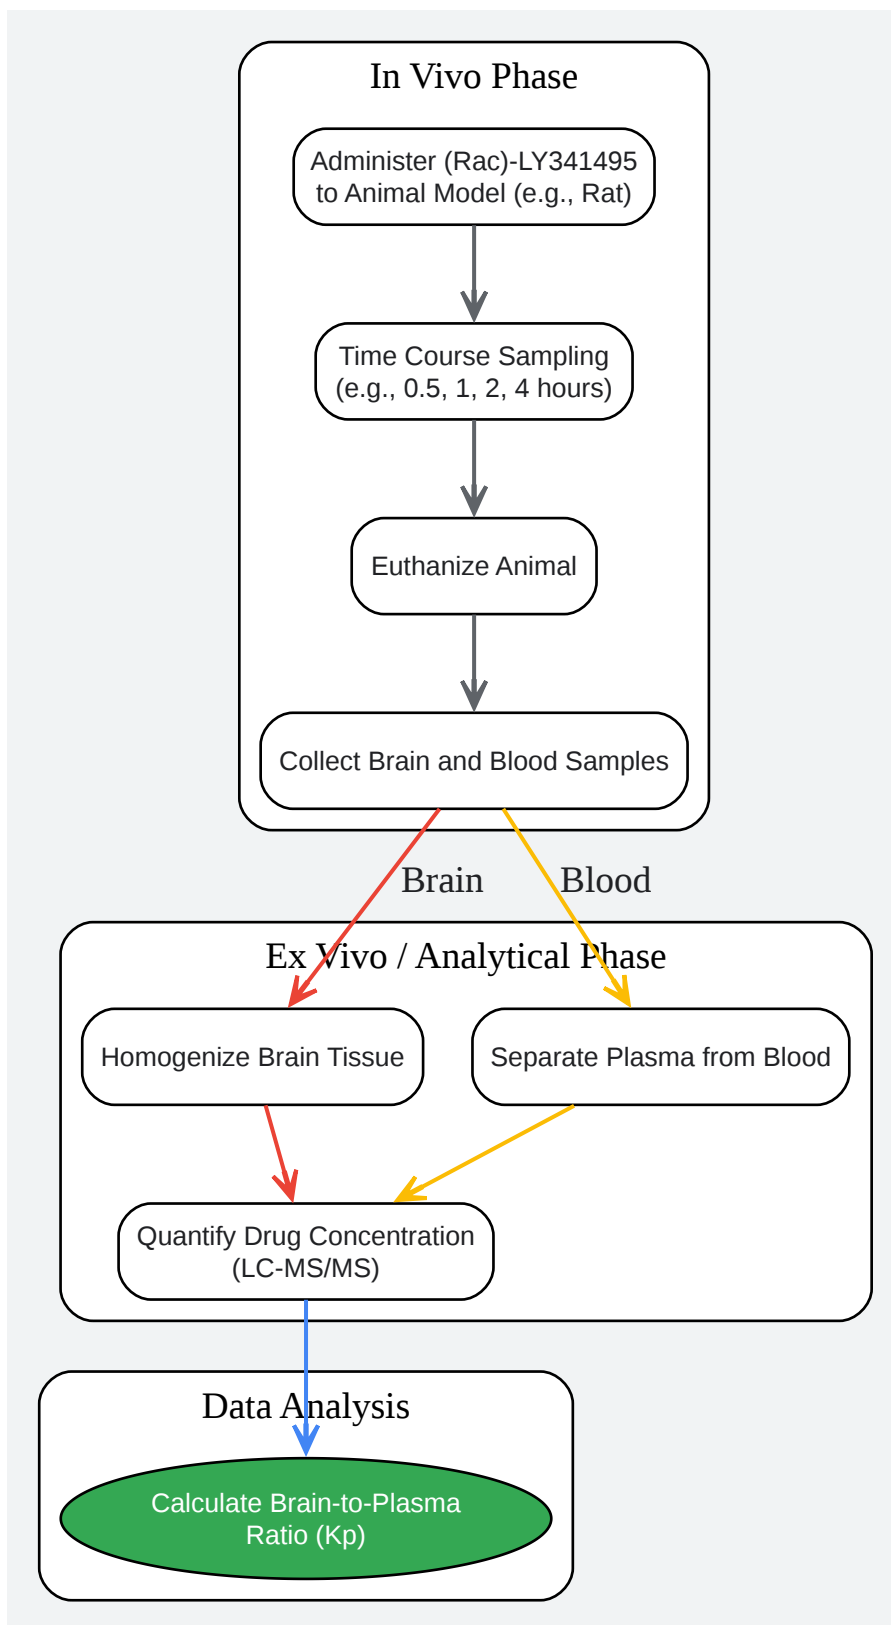 In Vivo Phase
Administer (Rac)-LY341495
to Animal Model (e.g., Rat)
Time Course Sampling
(e.g., 0.5, 1, 2, 4 hours)
Euthanize Animal
Collect Brain and Blood Samples
Brain
Blood
Ex Vivo / Analytical Phase
Homogenize Brain Tissue
Separate Plasma from Blood
Quantify Drug Concentration
(LC-MS/MS)
Data Analysis
Calculate Brain-to-Plasma
Ratio (Kp)